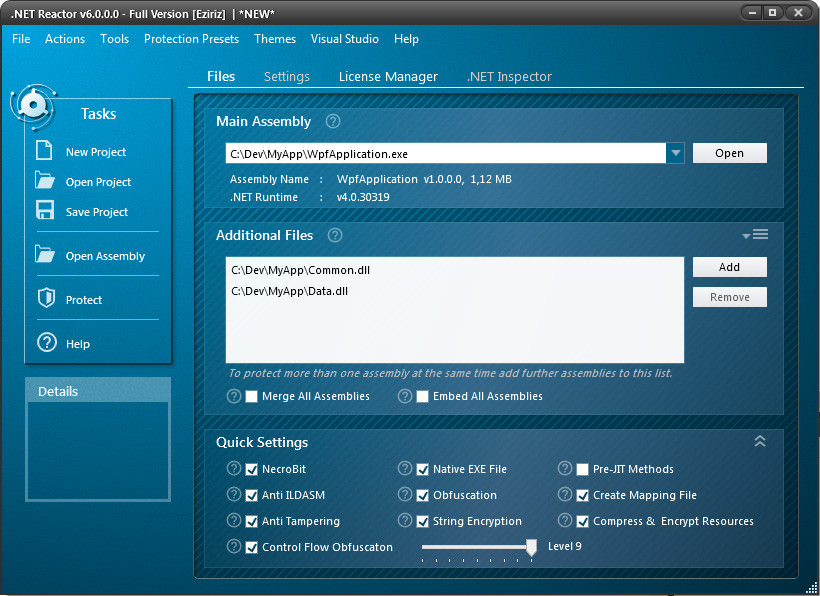 .NET Reactor v6.0.0.0 - Full Version [Eziriz] | *NEW*
File Actions Tools Protection Presets Themes Visual Studio Help
Files Settings License Manager .NET Inspector
Tasks
New Project
Open Project
Save Project
Open Assembly
Protect
Help
Details
Main Assembly ?
C:\Dev\MyApp\WpfApplication.exe Open
Assembly Name : WpfApplication v1.0.0.0, 1,12 MB
.NET Runtime : v4.0.30319
Additional Files ?
C:\Dev\MyApp\Common.dll Add
C:\Dev\MyApp\Data.dll Remove
To protect more than one assembly at the same time add further assemblies to this list.
? Merge All Assemblies ? Embed All Assemblies
Quick Settings
? NecroBit ? Native EXE File ? Pre-JIT Methods
? Anti ILDASM ? Obfuscation ? Create Mapping File
? Anti Tampering ? String Encryption ? Compress & Encrypt Resources
? Control Flow Obfuscaton Level 9